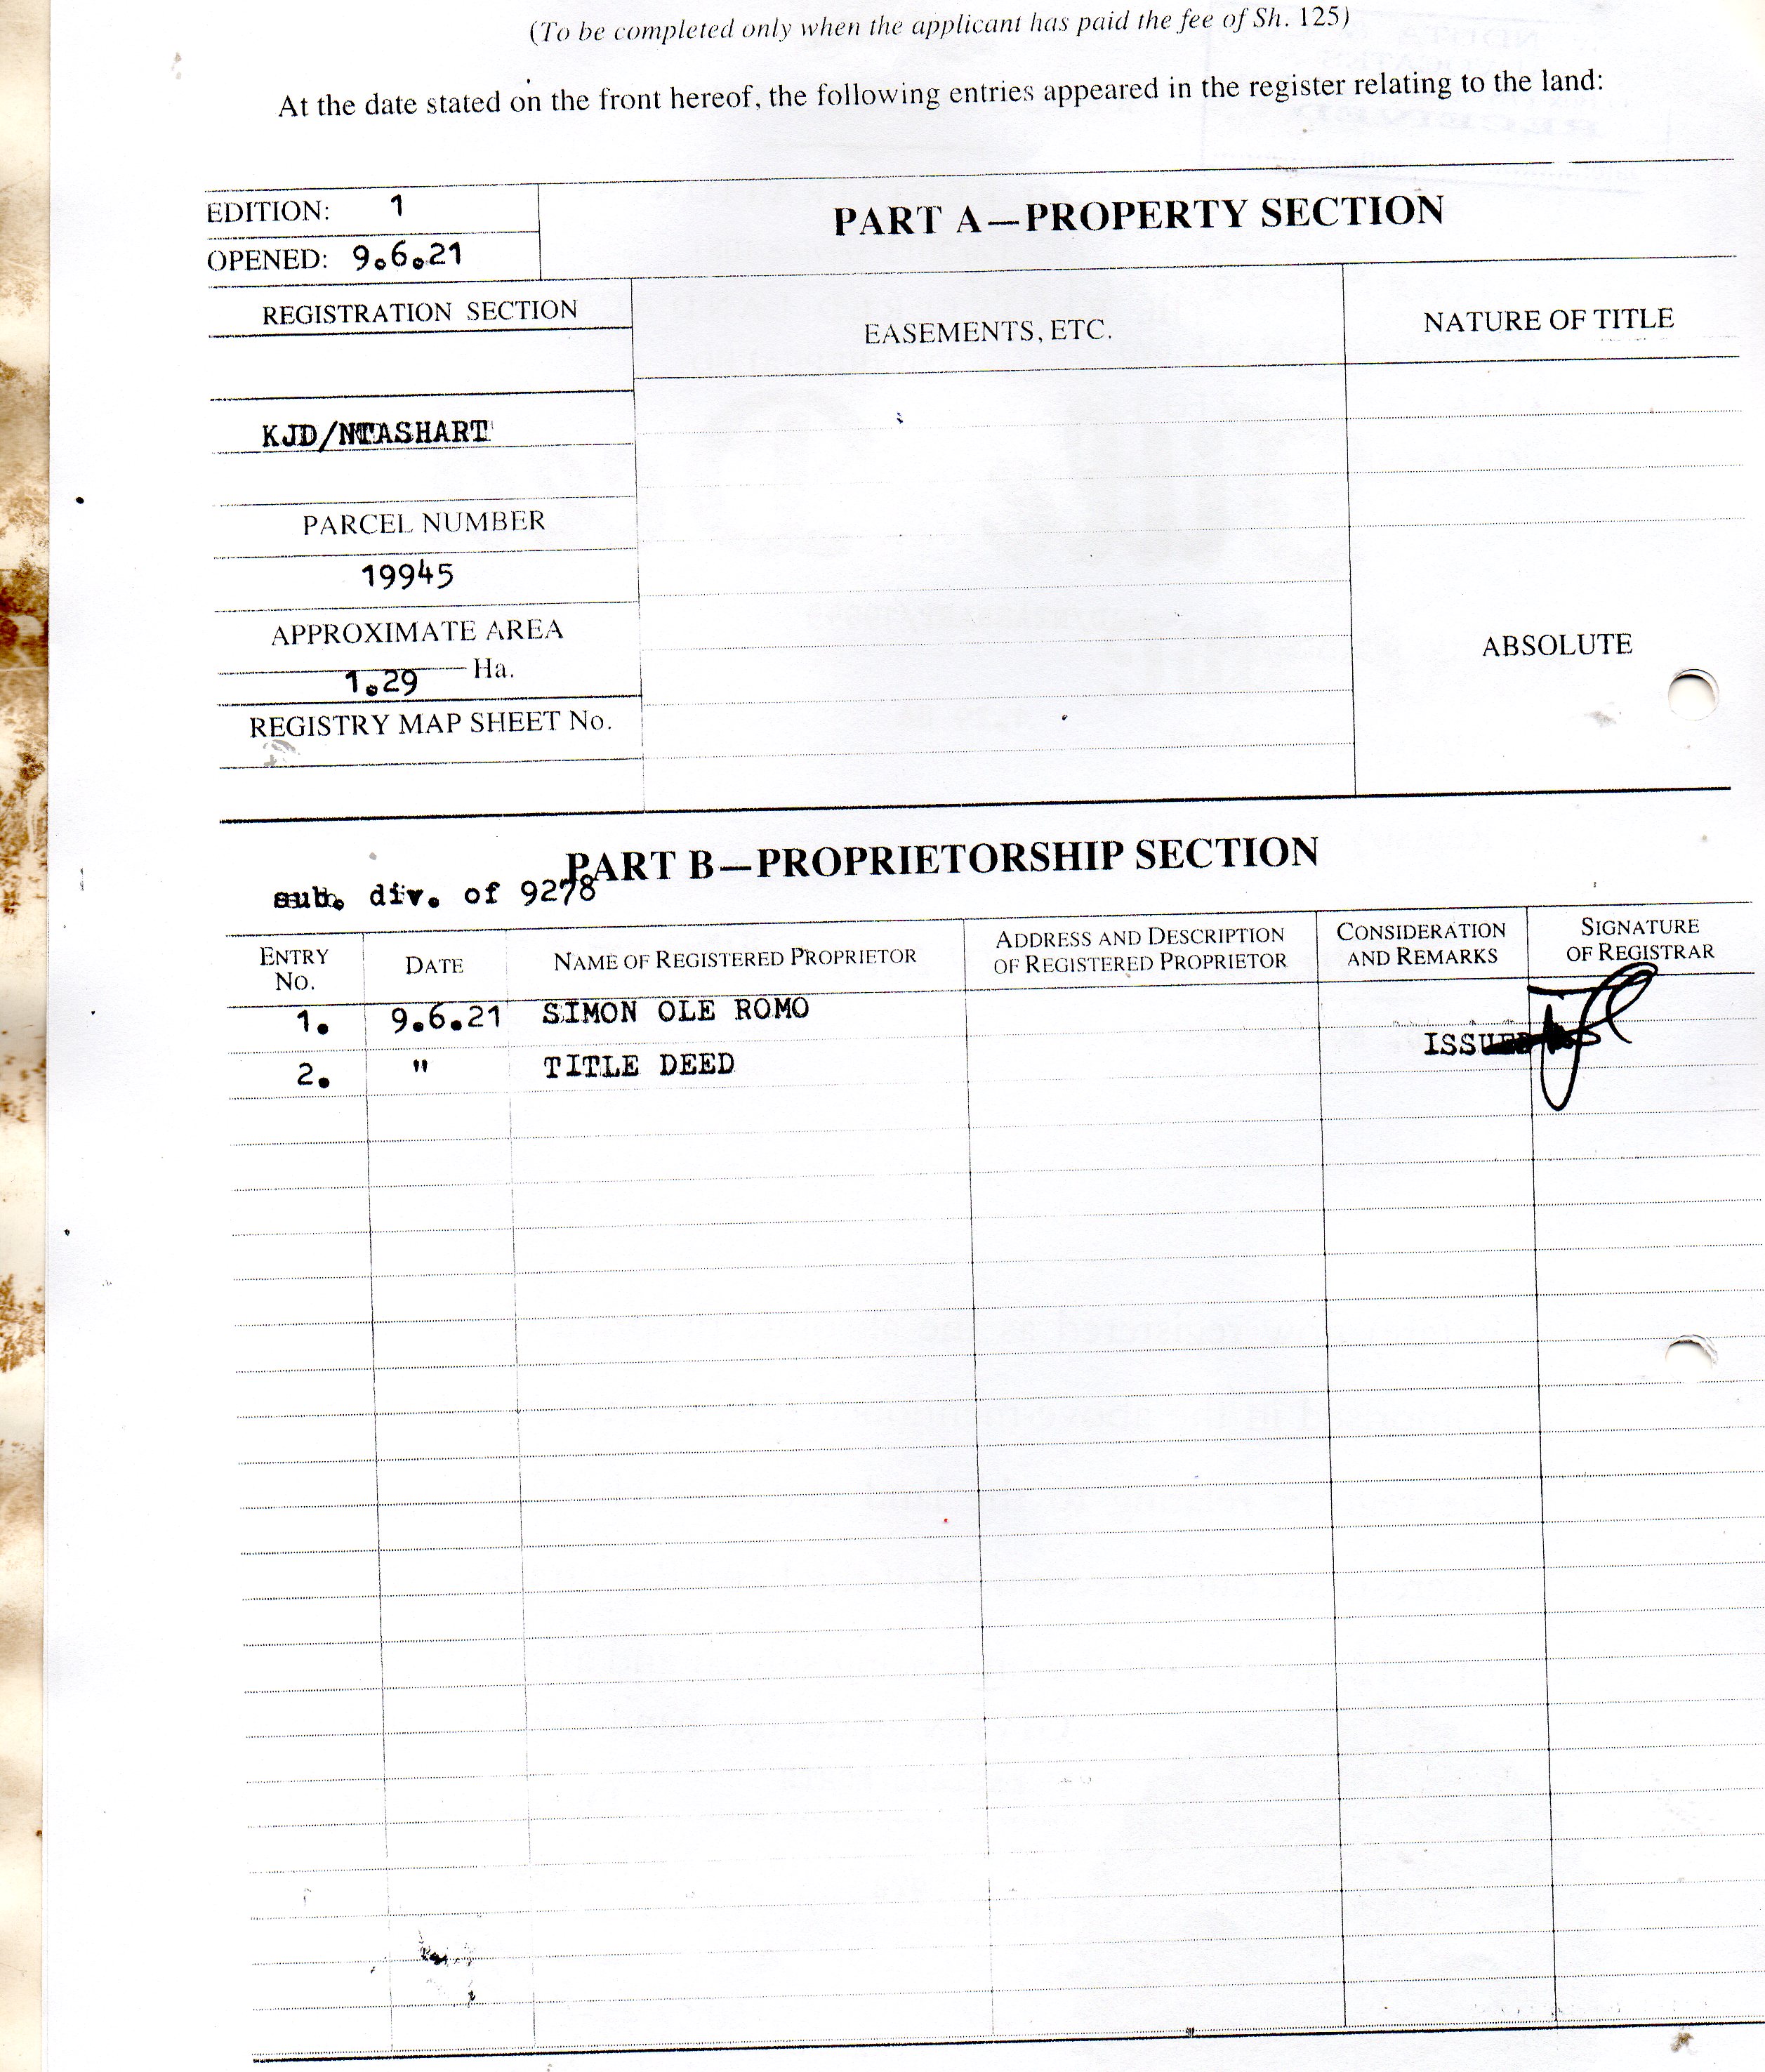 (To be completed only when the applicant has paid the fee of Sh. 125)
At the date stated on the front hereof, the following entries appeared in the register relating to the land:
EDITION: 1
OPENED: 9.6.21
PART A—PROPERTY SECTION
REGISTRATION SECTION
EASEMENTS, ETC.
NATURE OF TITLE
KJD/NTASHART
PARCEL NUMBER
19945
APPROXIMATE AREA
1.29 Ha.
ABSOLUTE
REGISTRY MAP SHEET No.
PART B—PROPRIETORSHIP SECTION
sub. div. of 9278
ENTRY No.
DATE
NAME OF REGISTERED PROPRIETOR
ADDRESS AND DESCRIPTION OF REGISTERED PROPRIETOR
CONSIDERATION AND REMARKS
SIGNATURE OF REGISTRAR
1. 9.6.21 SIMON OLE ROMO
2. " TITLE DEED ISSUED